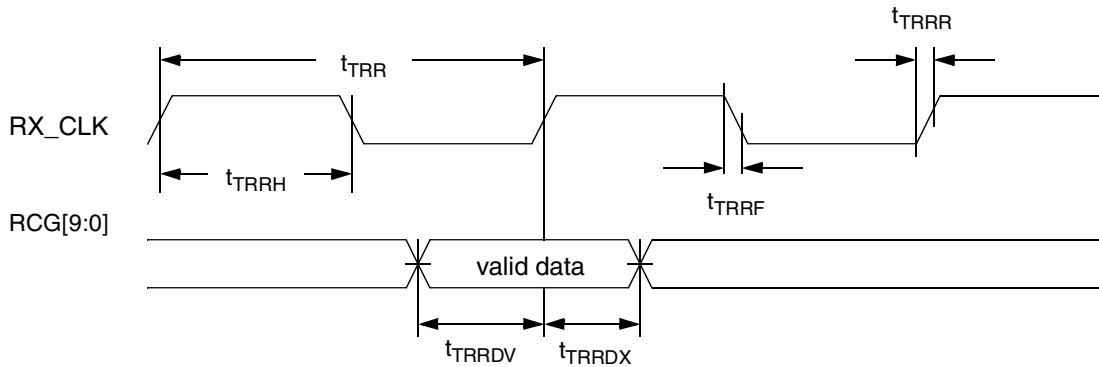 tTRRR
tTRR
RX_CLK
tTRRH
tTRRF
RCG[9:0]
valid data
tTRRDV tTRRDX